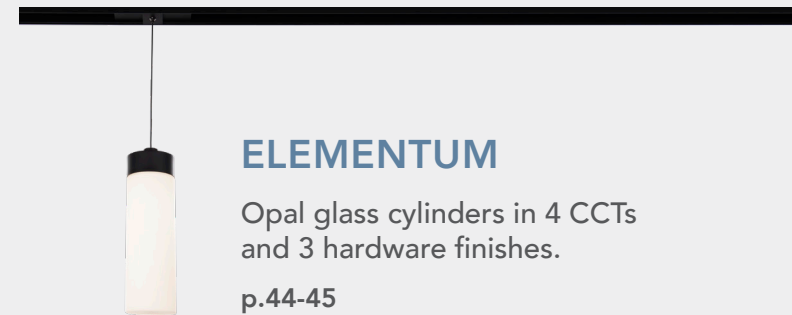 ELEMENTUM
Opal glass cylinders in 4 CCTs
and 3 hardware finishes.
p.44-45